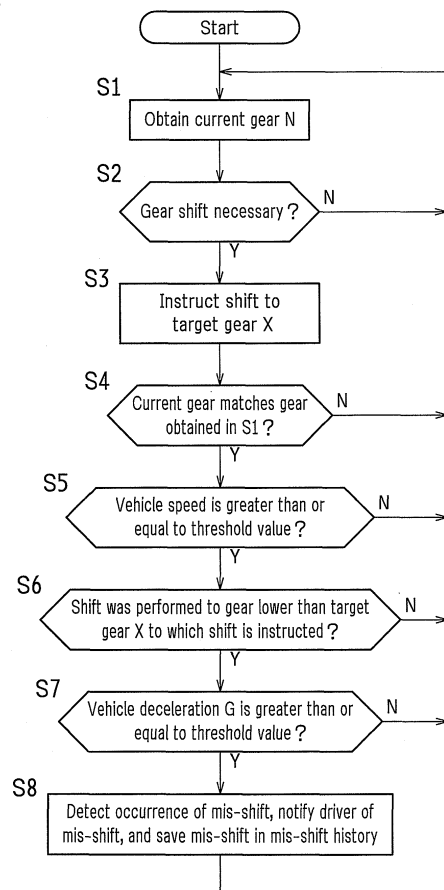 Start
S1
Obtain current gear N
S2
Gear shift necessary?
N
Y
S3
Instruct shift to
target gear X
S4
Current gear matches gear
obtained in S1?
N
Y
S5
Vehicle speed is greater than or
equal to threshold value?
N
Y
S6
Shift was performed to gear lower than target
gear X to which shift is instructed?
N
Y
S7
Vehicle deceleration G is greater than or
equal to threshold value?
N
Y
S8
Detect occurrence of mis-shift, notify driver of
mis-shift, and save mis-shift in mis-shift history